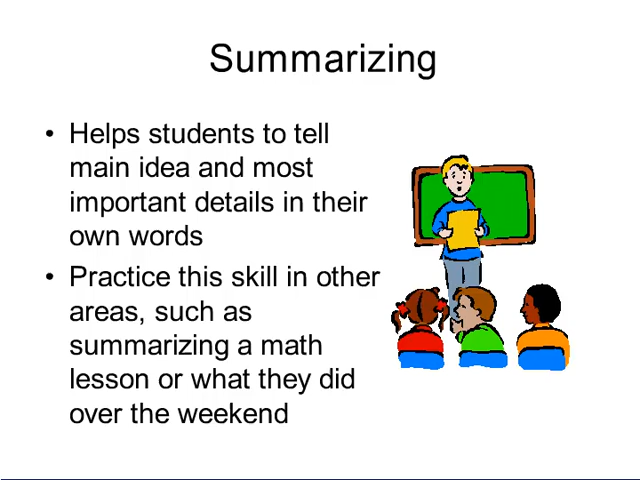 Summarizing
• Helps students to tell
main idea and most
important details in their
own words
• Practice this skill in other
areas, such as
summarizing a math
lesson or what they did
over the weekend